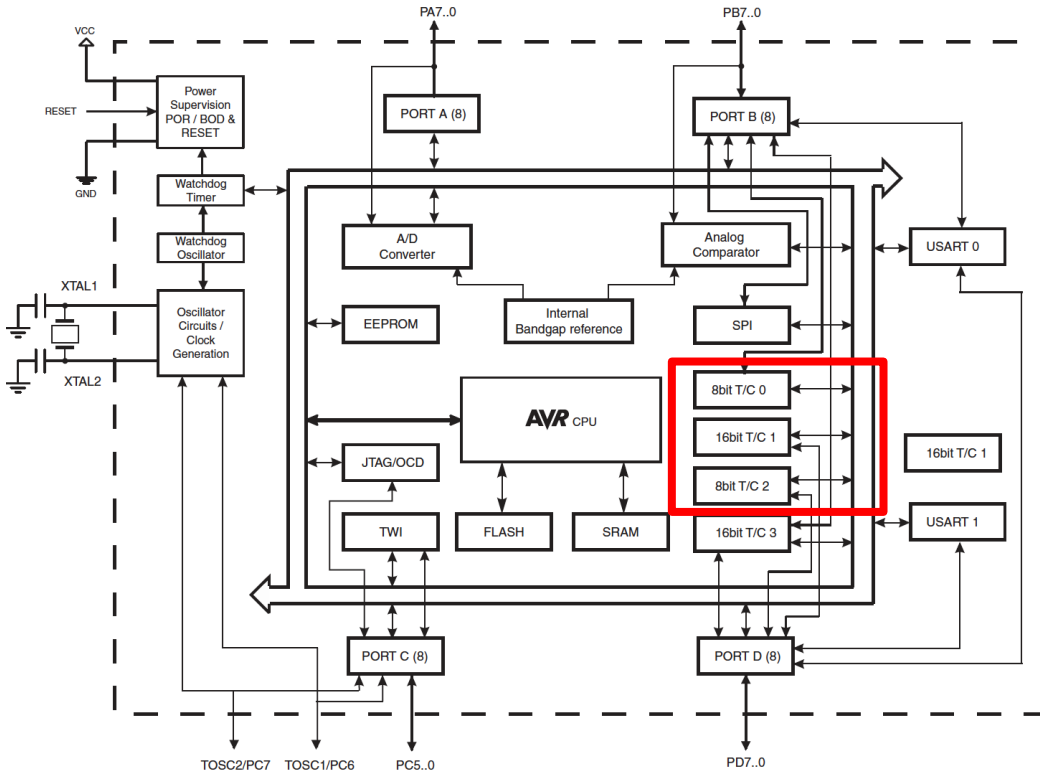 PA7..0
PB7..0
VCC
RESET
GND
Power
Supervision
POR / BOD &
RESET
PORT A (8)
PORT B (8)
Watchdog
Timer
Watchdog
Oscillator
A/D
Converter
Analog
Comparator
USART 0
XTAL1
XTAL2
Oscillator
Circuits /
Clock
Generation
EEPROM
Internal
Bandgap reference
SPI
8bit T/C 0
AVR CPU
16bit T/C 1
16bit T/C 1
JTAG/OCD
8bit T/C 2
TWI
FLASH
SRAM
16bit T/C 3
USART 1
PORT C (8)
PORT D (8)
TOSC2/PC7
TOSC1/PC6
PC5..0
PD7..0